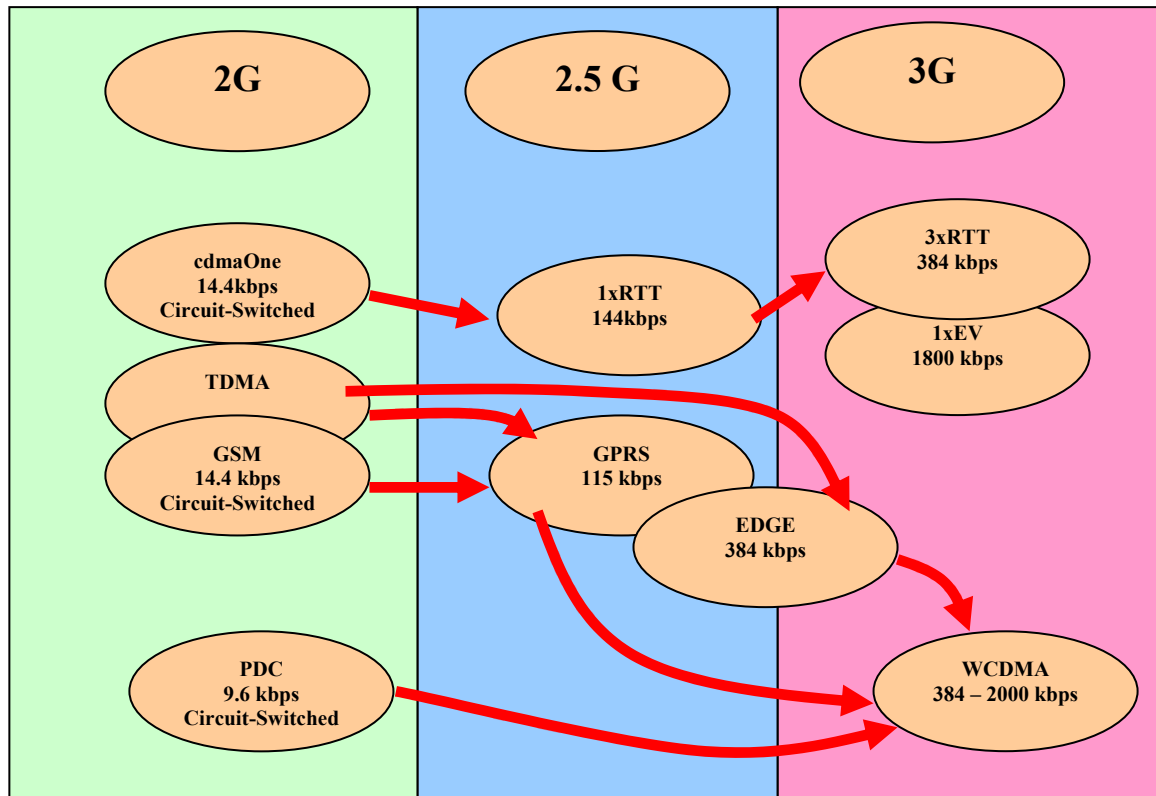 2G
2.5 G
3G
cdmaOne
14.4kbps
Circuit-Switched
1xRTT
144kbps
3xRTT
384 kbps
1xEV
1800 kbps
TDMA
GSM
14.4 kbps
Circuit-Switched
GPRS
115 kbps
EDGE
384 kbps
PDC
9.6 kbps
Circuit-Switched
WCDMA
384 – 2000 kbps